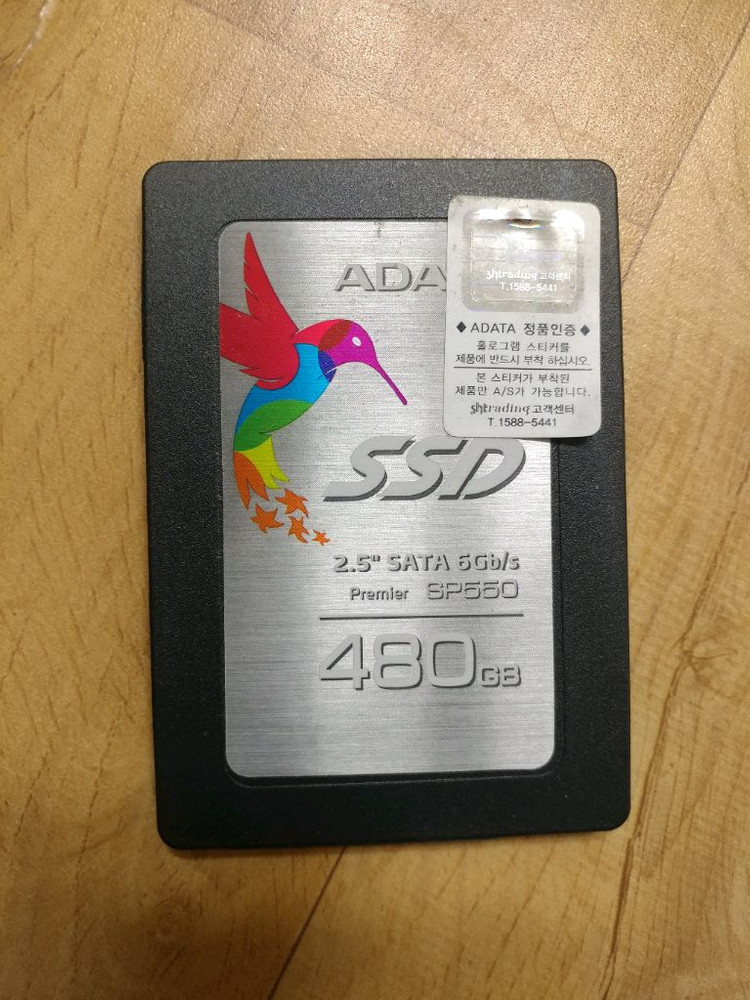 ADA
3htrading 고객센터
T.1588-5441
◆ ADATA 정품인증 ◆
홀로그램 스티커를
제품에 반드시 부착 하십시오.
본 스티커가 부착된
제품만 A/S가 가능합니다.
3htrading 고객센터
T.1588-5441
SSD
2.5" SATA 6Gb/s
Premier SP550
480GB